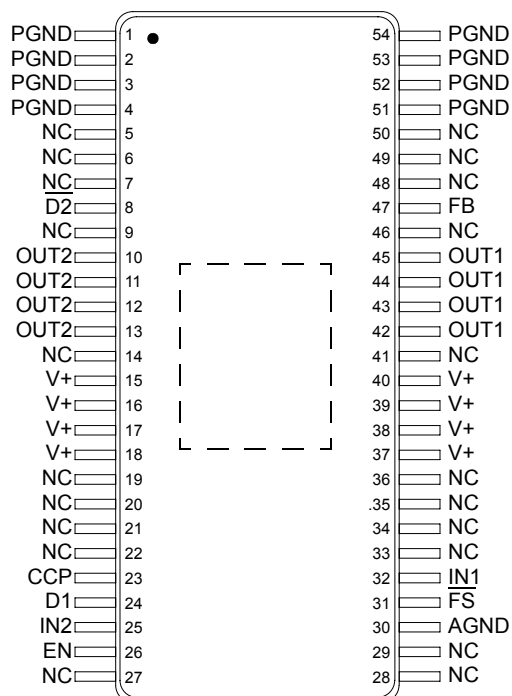 PGND 1 54 PGND
PGND 2 53 PGND
PGND 3 52 PGND
PGND 4 51 PGND
NC 5 50 NC
NC 6 49 NC
NC 7 48 NC
D2 8 47 FB
NC 9 46 NC
OUT2 10 45 OUT1
OUT2 11 44 OUT1
OUT2 12 43 OUT1
OUT2 13 42 OUT1
NC 14 41 NC
V+ 15 40 V+
V+ 16 39 V+
V+ 17 38 V+
V+ 18 37 V+
NC 19 36 NC
NC 20 .35 NC
NC 21 34 NC
NC 22 33 NC
CCP 23 32 IN1
D1 24 31 FS
IN2 25 30 AGND
EN 26 29 NC
NC 27 28 NC